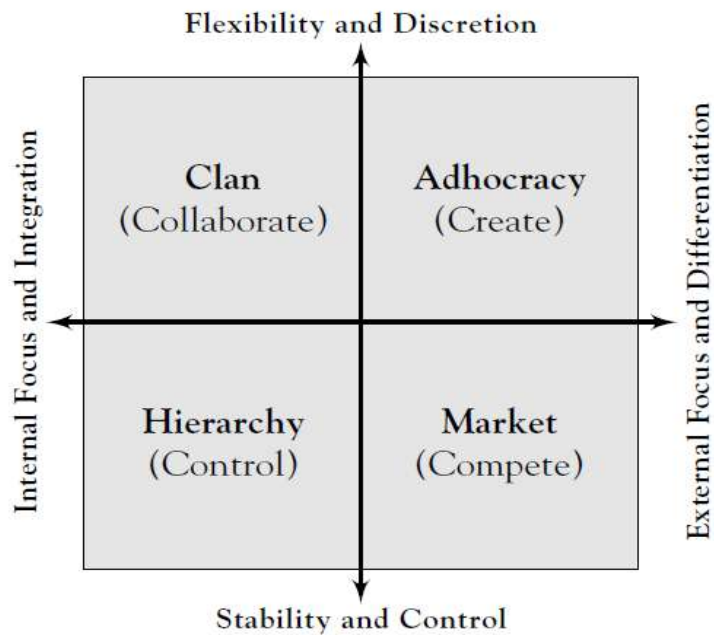 Flexibility and Discretion
Internal Focus and Integration
Clan
(Collaborate)
Adhocracy
(Create)
External Focus and Differentiation
Hierarchy
(Control)
Market
(Compete)
Stability and Control